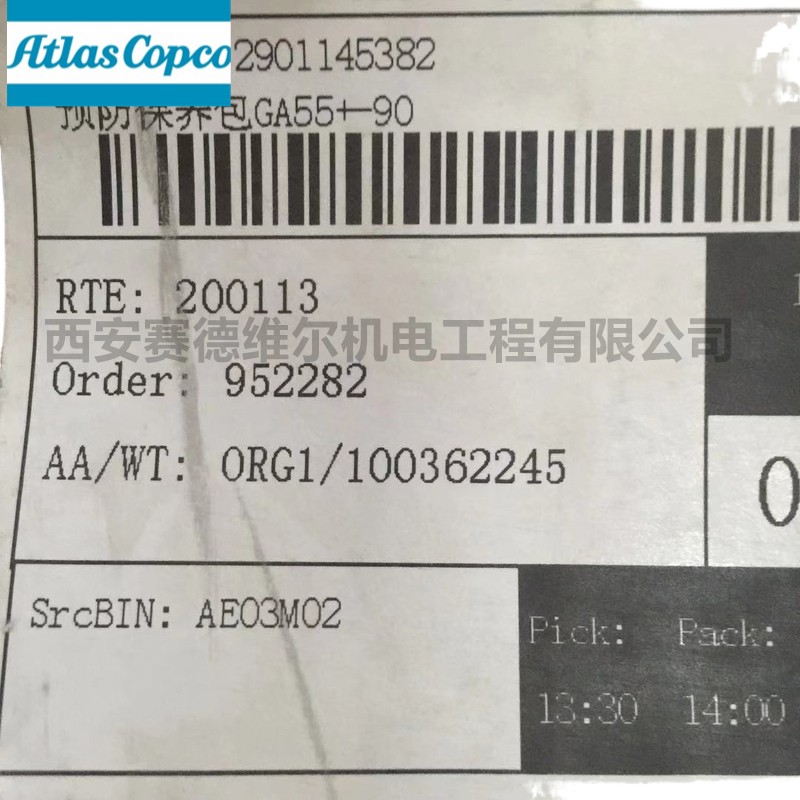 Atlas Copco
2901145382
预防保养包GA55+-90
RTE: 200113
西安赛德维尔机电工程有限公司
Order: 952282
AA/WT: ORG1/100362245
0
SrcBIN: AE03M02
Pick: Pack:
13:30 14:00